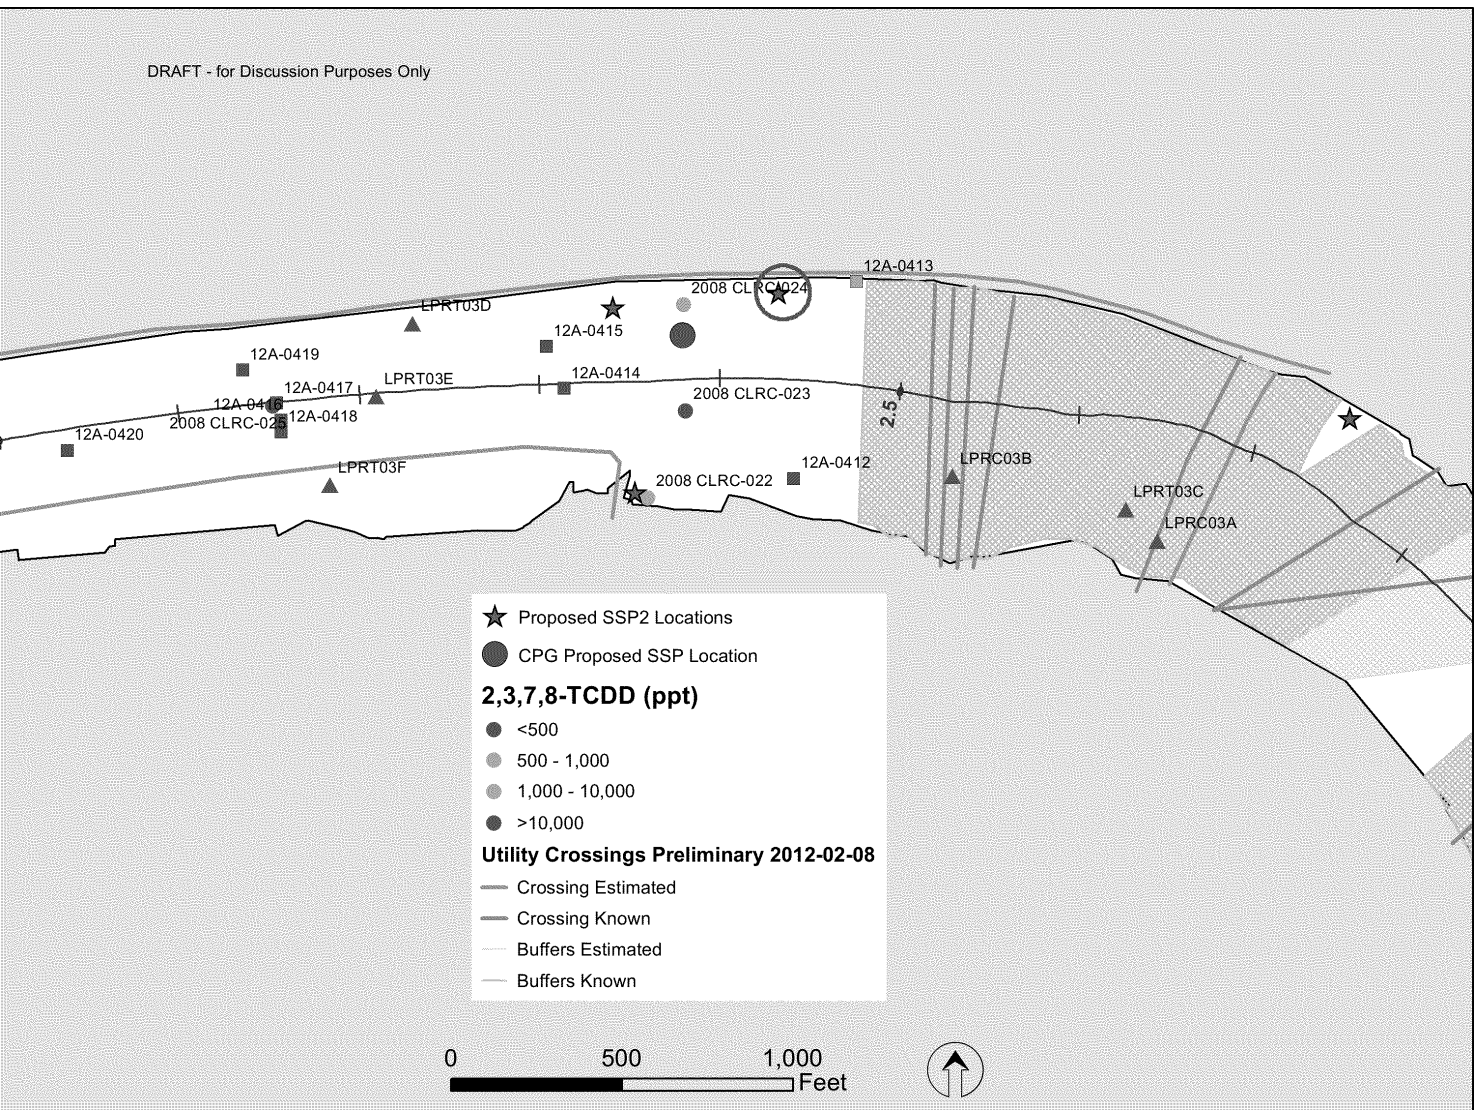 DRAFT - for Discussion Purposes Only
12A-0413
2008 CLRC-024
LPRT03D
12A-0415
12A-0419
12A-0414
LPRT03E
12A-0417
2008 CLRC-023
12A-0416
12A-0418
2008 CLRC-025
2.5
12A-0420
LPRT03F
12A-0412
LPRC03B
2008 CLRC-022
LPRT03C
LPRC03A
Proposed SSP2 Locations
CPG Proposed SSP Location
2,3,7,8-TCDD (ppt)
<500
500 - 1,000
1,000 - 10,000
>10,000
Utility Crossings Preliminary 2012-02-08
Crossing Estimated
Crossing Known
Buffers Estimated
Buffers Known
0 500 1,000
Feet